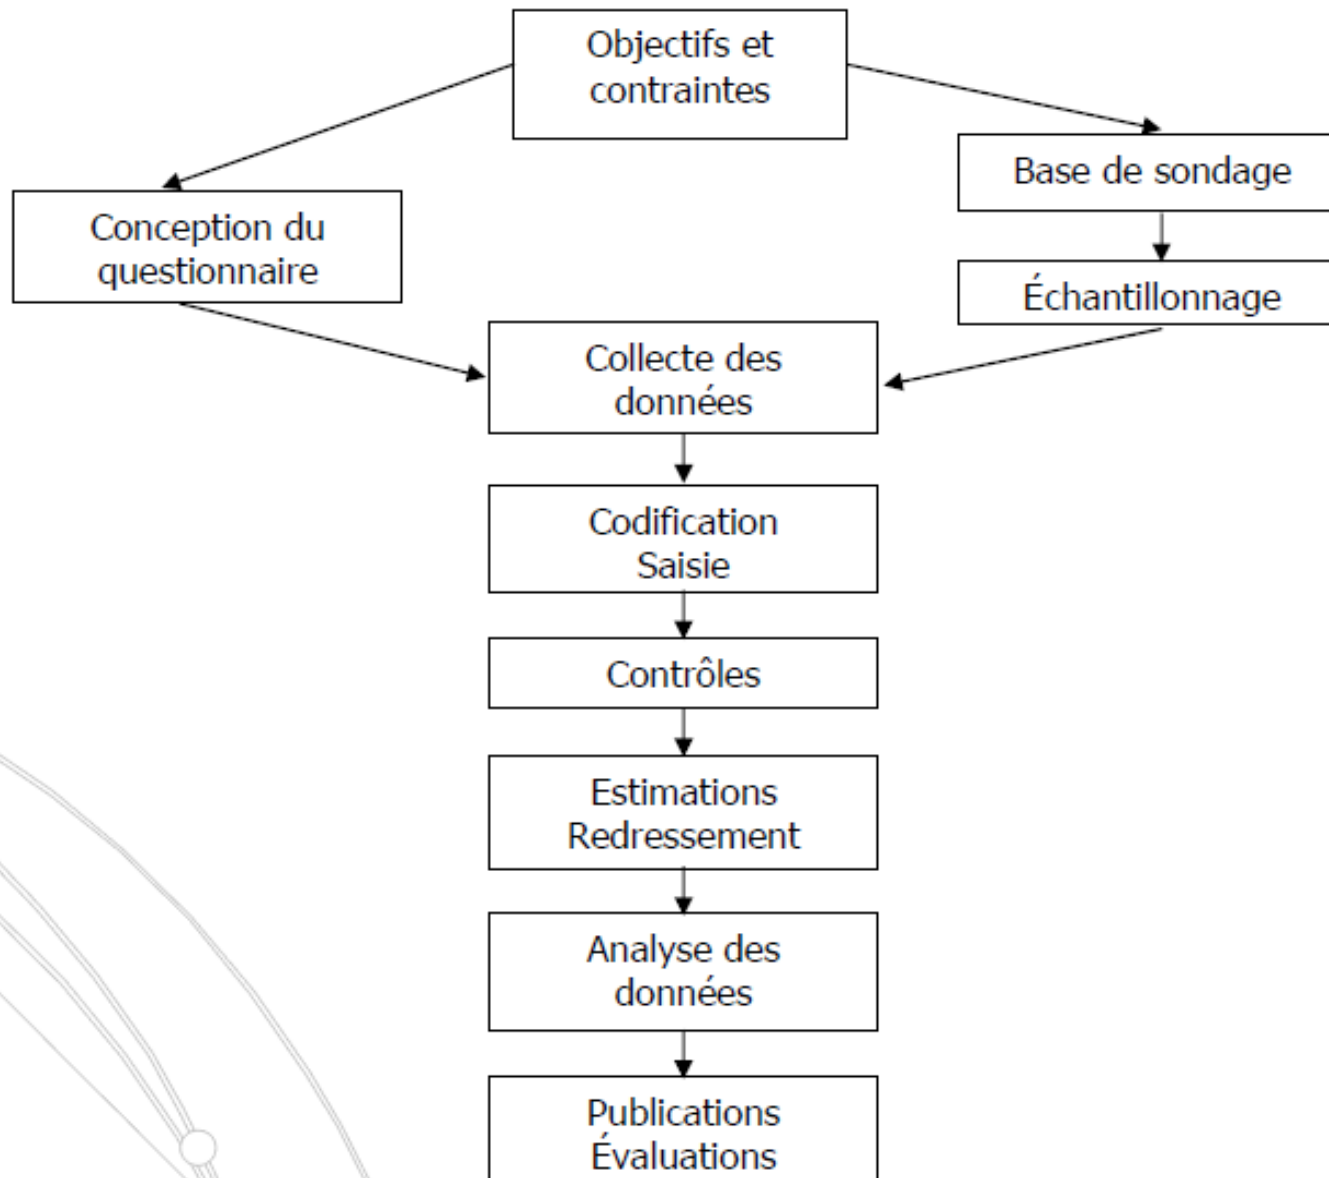 Objectifs et
contraintes
Base de sondage
Conception du
questionnaire
Échantillonnage
Collecte des
données
Codification
Saisie
Contrôles
Estimations
Redressement
Analyse des
données
Publications
Évaluations